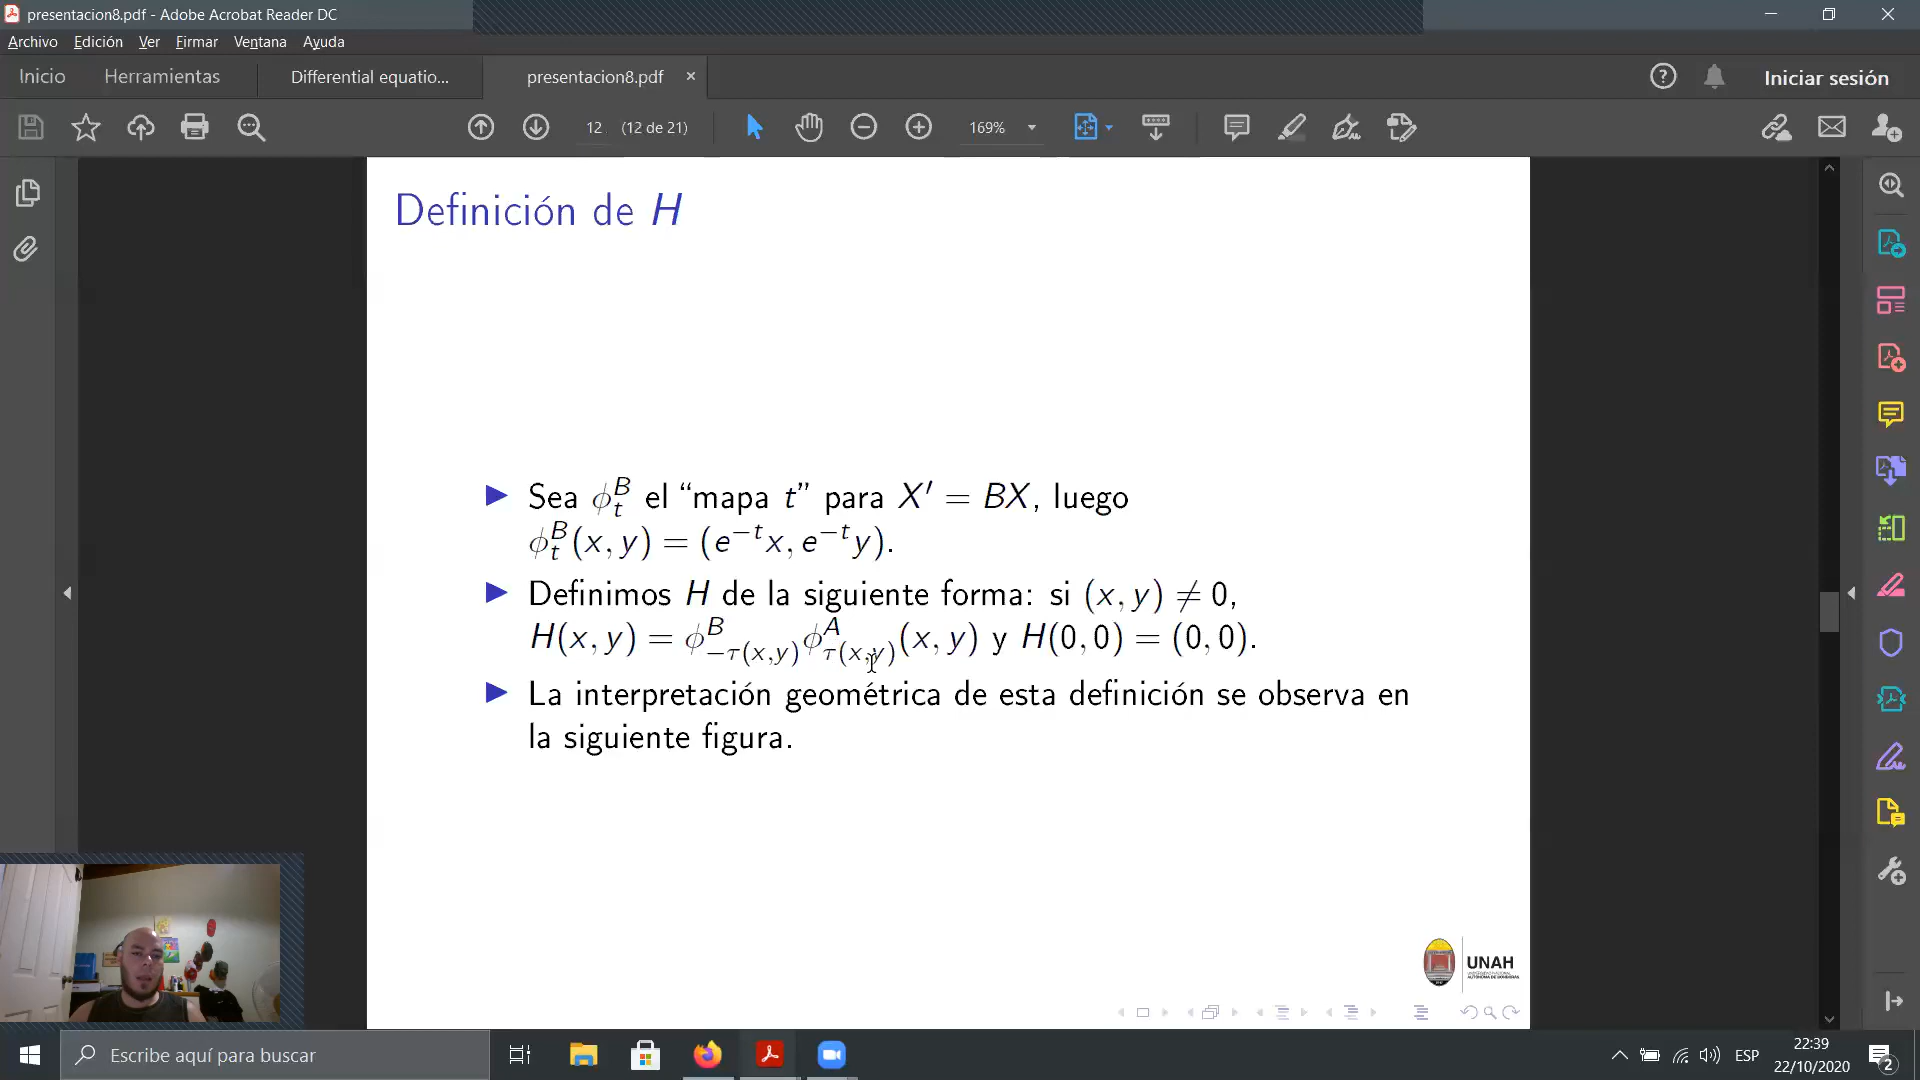 presentacion8.pdf - Adobe Acrobat Reader DC
Archivo Edición Ver Firmar Ventana Ayuda
Inicio Herramientas Differential equatio... presentacion8.pdf × Iniciar sesión
12 (12 de 21) 169%
Definición de H
▶ Sea ϕ_t^B el “mapa t” para X′ = BX, luego
ϕ_t^B(x, y) = (e^{−t}x, e^{−t}y).
▶ Definimos H de la siguiente forma: si (x, y) ≠ 0,
H(x, y) = ϕ^B_{−τ(x,y)} ϕ^A_{τ(x,y)}(x, y) y H(0, 0) = (0, 0).
▶ La interpretación geométrica de esta definición se observa en
la siguiente figura.
UNAH
Escribe aquí para buscar
ESP
22:39
22/10/2020
2